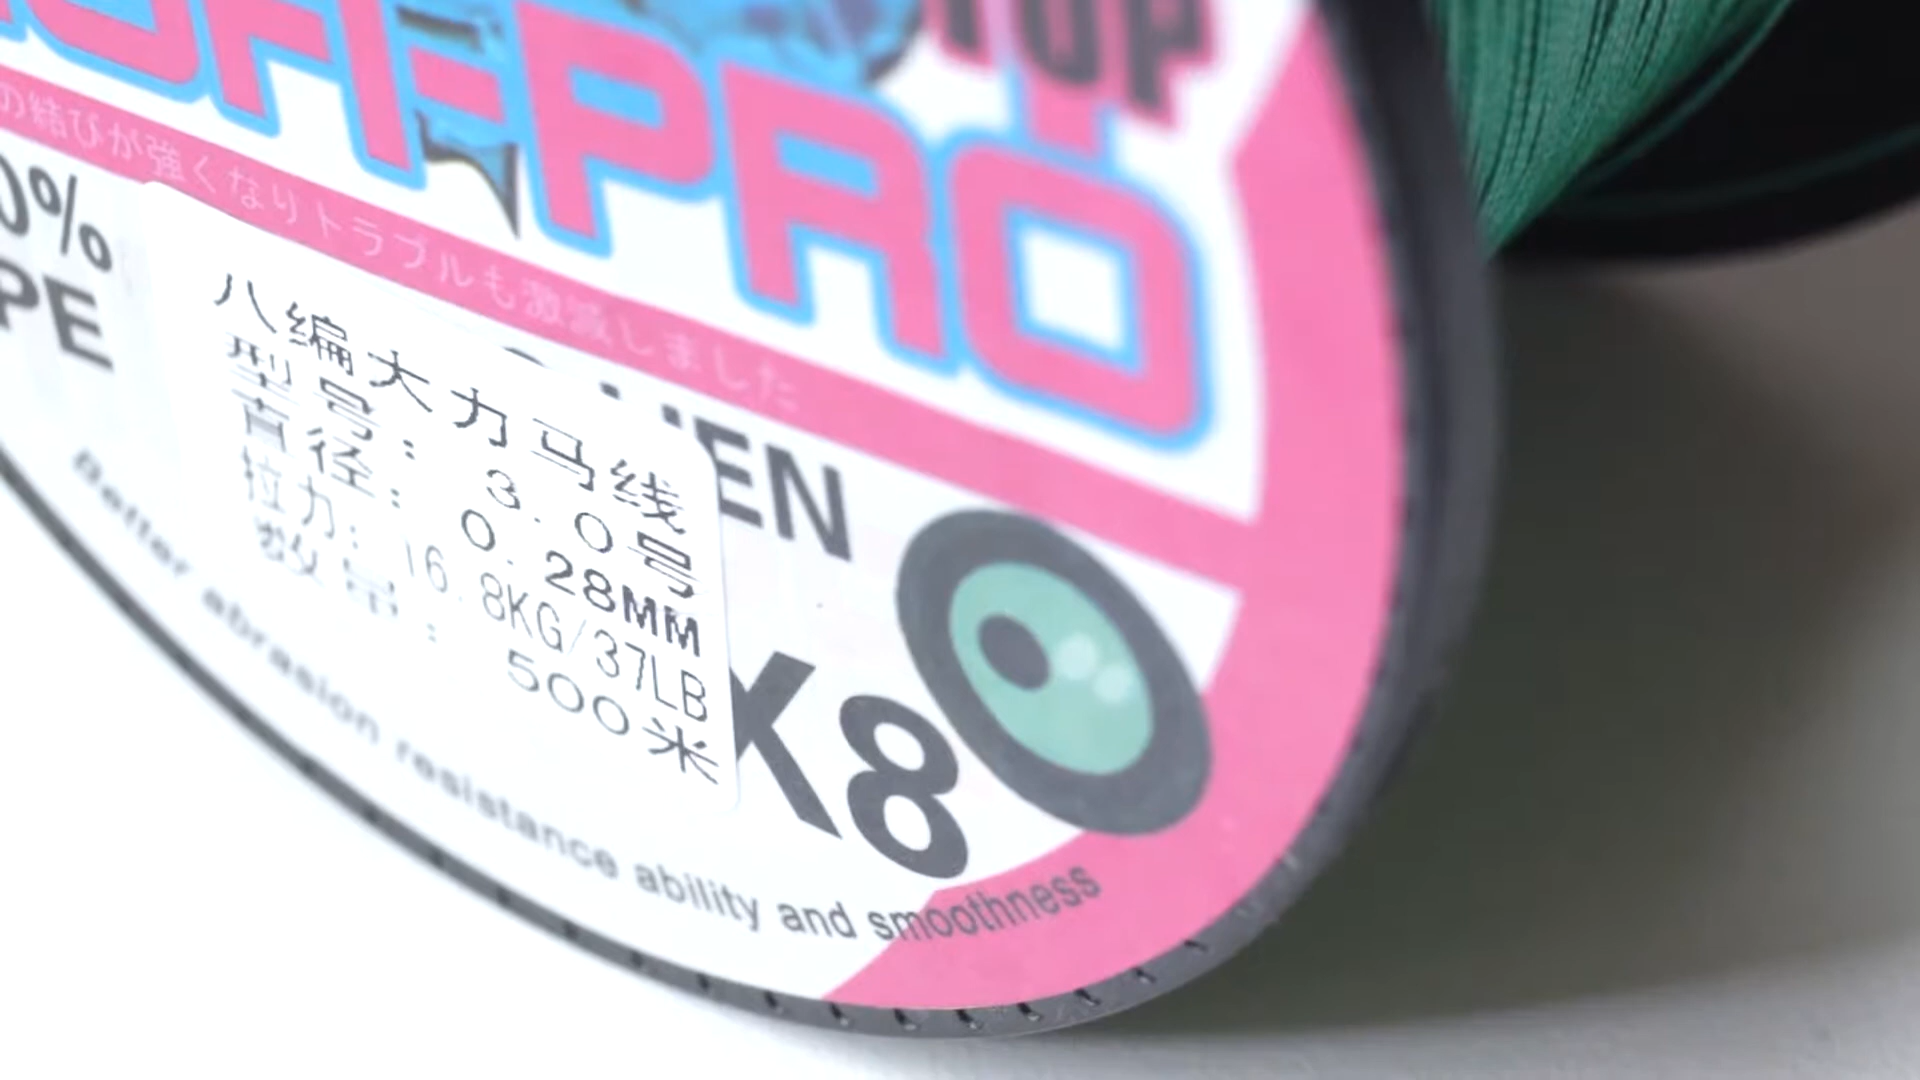 TOP
PRO
の結びが強くなりトラブルも激減しました
0%
PE
八编大力马线
型号: 3.0号
直径: 0.28MM
拉力: 16.8KG/37LB
数量: 500米
EN
X8
Better abrasion resistance ability and smoothness